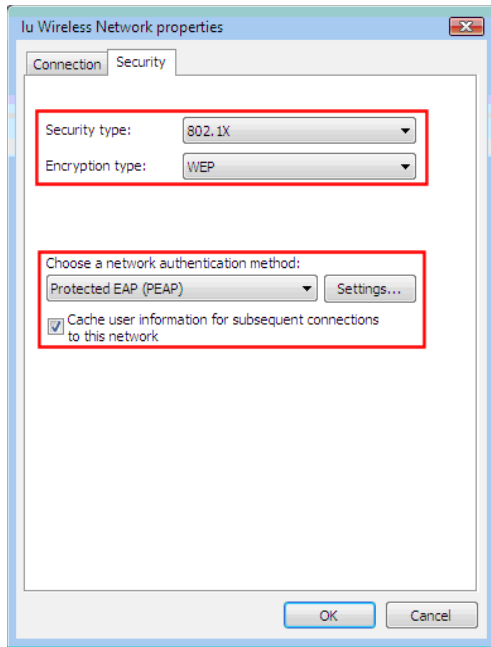 Iu Wireless Network properties
Connection Security
Security type: 802.1X
Encryption type: WEP
Choose a network authentication method:
Protected EAP (PEAP) Settings...
Cache user information for subsequent connections
to this network
OK Cancel